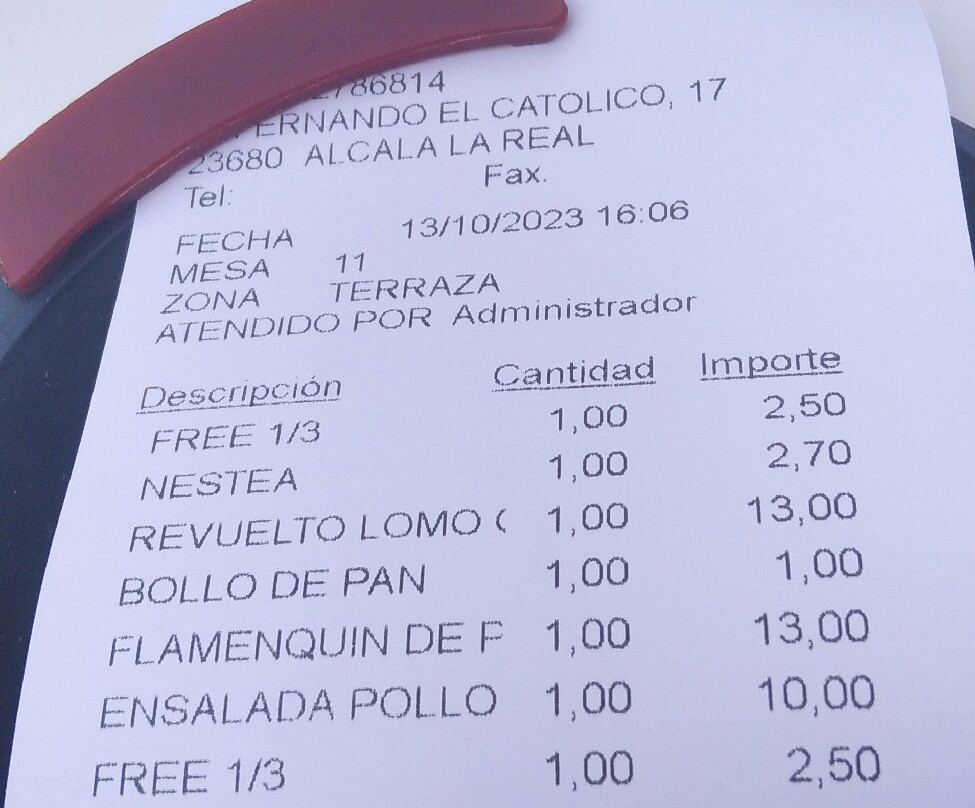 786814
FERNANDO EL CATOLICO, 17
23680 ALCALA LA REAL
Tel: Fax.
FECHA 13/10/2023 16:06
MESA 11
ZONA TERRAZA
ATENDIDO POR Administrador
Descripción Cantidad Importe
FREE 1/3 1,00 2,50
NESTEA 1,00 2,70
REVUELTO LOMO 1,00 13,00
BOLLO DE PAN 1,00 1,00
FLAMENQUIN DE P 1,00 13,00
ENSALADA POLLO 1,00 10,00
FREE 1/3 1,00 2,50